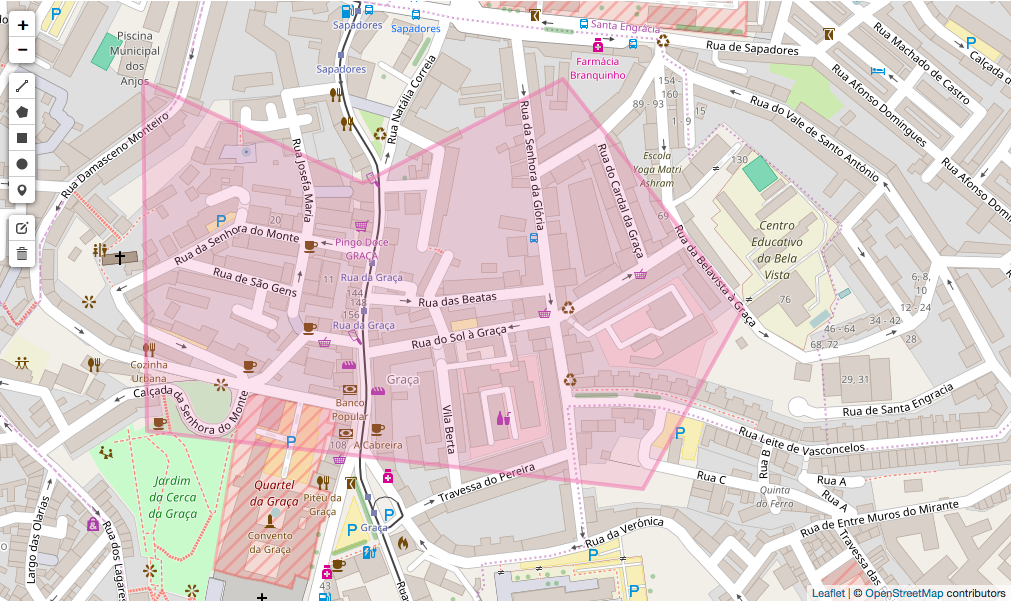 +
−
Piscina
Municipal
dos
Anjos
P
Sapadores
Sapadores
Sapadores
Santa Engrácia
Rua de Sapadores
Farmácia
Branquinho
Rua Machado de Castro
Rua Afonso Domingues
Calçada d
P
Rua Natália Correia
Rua Damasceno Monteiro
Rua Josefa Maria
Rua da Senhora da Glória
Rua do Cardal da Graça
154 -
160
89 - 93
1 - 9
15
Rua do Vale de Santo António
Rua Afonso Domi
Escola
Yoga Matri
Ashram
130
69
Centro
Educativo
da Bela
Vista
76
P
20
Rua da Senhora do Monte
Pingo Doce
GRAÇA
Rua da Graça
Rua de São Gens
11
144
148
156
Rua da Graça
Rua das Beatas
Rua do Sol à Graça
Rua da Belavista à Graça
6, 8,
10
12 - 24
34 - 42
28
46 - 64
68, 72
29, 31
Cozinha
Urbana
Calçada da Senhora do Monte
Graça
Banco
Popular
108
A Cabreira
Vila Berta
Rua de Santa Engrácia
Rua Leite de Vasconcelos
P
P
Travessa do Pereira
Rua C
Rua B
Rua A
Rua A
Quinta
do Ferro
Rua de Entre Muros do Mirante
Travessa das
Jardim
da Cerca
da Graça
Quartel
da Graça
Convento
da Graça
Pitéu da
Graça
Graça
P
P
Rua da Verónica
P
P
Largo das Olarias
Rua dos Lagares
43
Rua
Leaflet | © OpenStreetMap contributors